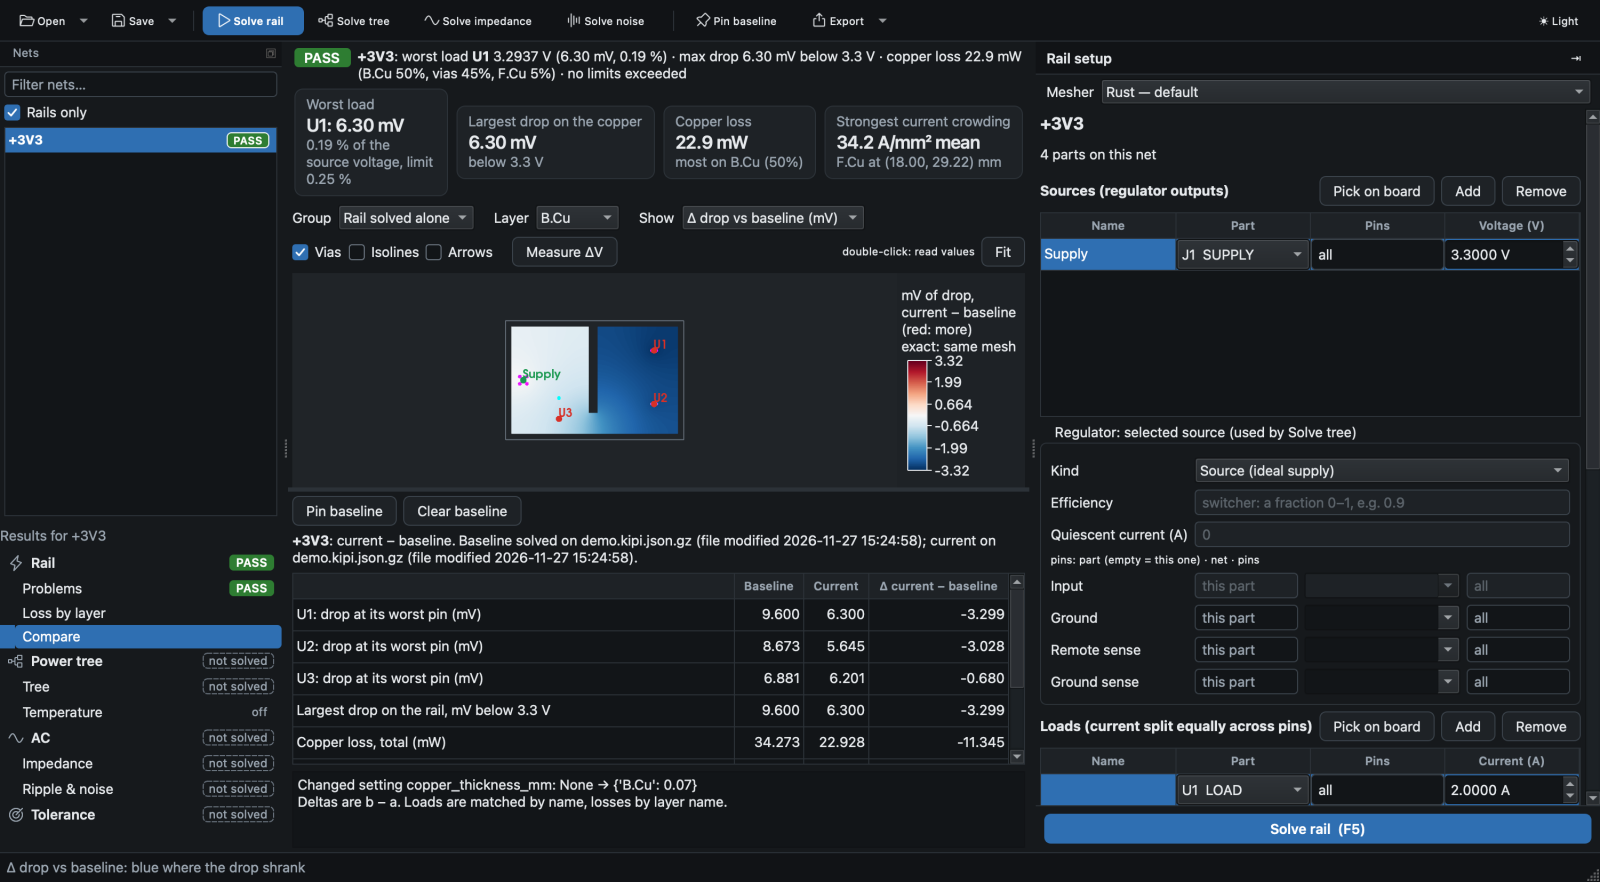 Open
Save
Solve rail
Solve tree
Solve impedance
Solve noise
Pin baseline
Export
Light
Nets
Filter nets...
Rails only
+3V3 PASS
Results for +3V3
Rail PASS
Problems PASS
Loss by layer
Compare
Power tree not solved
Tree not solved
Temperature off
AC not solved
Impedance not solved
Ripple & noise not solved
Tolerance not solved
PASS +3V3: worst load U1 3.2937 V (6.30 mV, 0.19 %) · max drop 6.30 mV below 3.3 V · copper loss 22.9 mW
(B.Cu 50%, vias 45%, F.Cu 5%) · no limits exceeded
Worst load
U1: 6.30 mV
0.19 % of the
source voltage, limit
0.25 %
Largest drop on the copper
6.30 mV
below 3.3 V
Copper loss
22.9 mW
most on B.Cu (50%)
Strongest current crowding
34.2 A/mm² mean
F.Cu at (18.00, 29.22) mm
Group Rail solved alone Layer B.Cu Show Δ drop vs baseline (mV)
Vias Isolines Arrows Measure ΔV double-click: read values Fit
U1
Supply
U2
U3
mV of drop,
current − baseline
(red: more)
exact: same mesh
3.32
1.99
0.664
-0.664
-1.99
-3.32
Pin baseline Clear baseline
+3V3: current − baseline. Baseline solved on demo.kipi.json.gz (file modified 2026-11-27 15:24:58); current on
demo.kipi.json.gz (file modified 2026-11-27 15:24:58).
Baseline Current Δ current − baseline
U1: drop at its worst pin (mV) 9.600 6.300 -3.299
U2: drop at its worst pin (mV) 8.673 5.645 -3.028
U3: drop at its worst pin (mV) 6.881 6.201 -0.680
Largest drop on the rail, mV below 3.3 V 9.600 6.300 -3.299
Copper loss, total (mW) 34.273 22.928 -11.345
Changed setting copper_thickness_mm: None → {'B.Cu': 0.07}
Deltas are b − a. Loads are matched by name, losses by layer name.
Rail setup
Mesher Rust — default
+3V3
4 parts on this net
Sources (regulator outputs) Pick on board Add Remove
Name Part Pins Voltage (V)
Supply J1 SUPPLY all 3.3000 V
Regulator: selected source (used by Solve tree)
Kind Source (ideal supply)
Efficiency switcher: a fraction 0–1, e.g. 0.9
Quiescent current (A) 0
pins: part (empty = this one) · net · pins
Input this part all
Ground this part all
Remote sense this part all
Ground sense this part all
Loads (current split equally across pins) Pick on board Add Remove
Name Part Pins Current (A)
U1 LOAD all 2.0000 A
Solve rail (F5)
Δ drop vs baseline: blue where the drop shrank